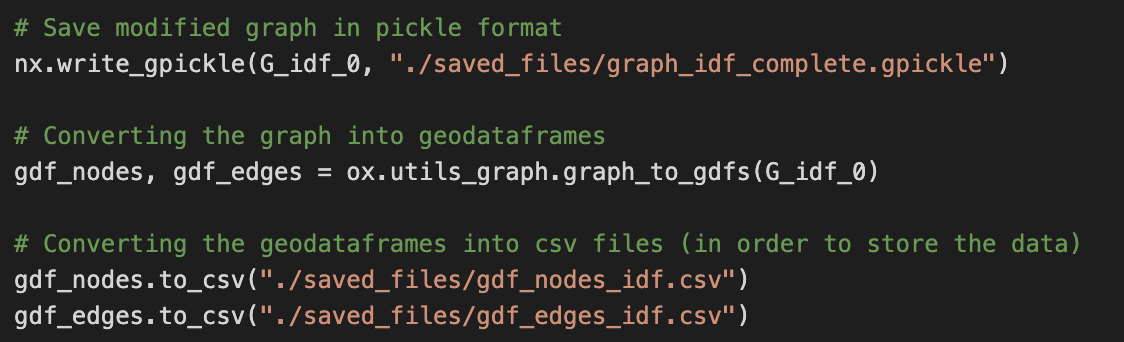 # Save modified graph in pickle format
nx.write_gpickle(G_idf_0, "./saved_files/graph_idf_complete.gpickle")
# Converting the graph into geodataframes
gdf_nodes, gdf_edges = ox.utils_graph.graph_to_gdfs(G_idf_0)
# Converting the geodataframes into csv files (in order to store the data)
gdf_nodes.to_csv("./saved_files/gdf_nodes_idf.csv")
gdf_edges.to_csv("./saved_files/gdf_edges_idf.csv")